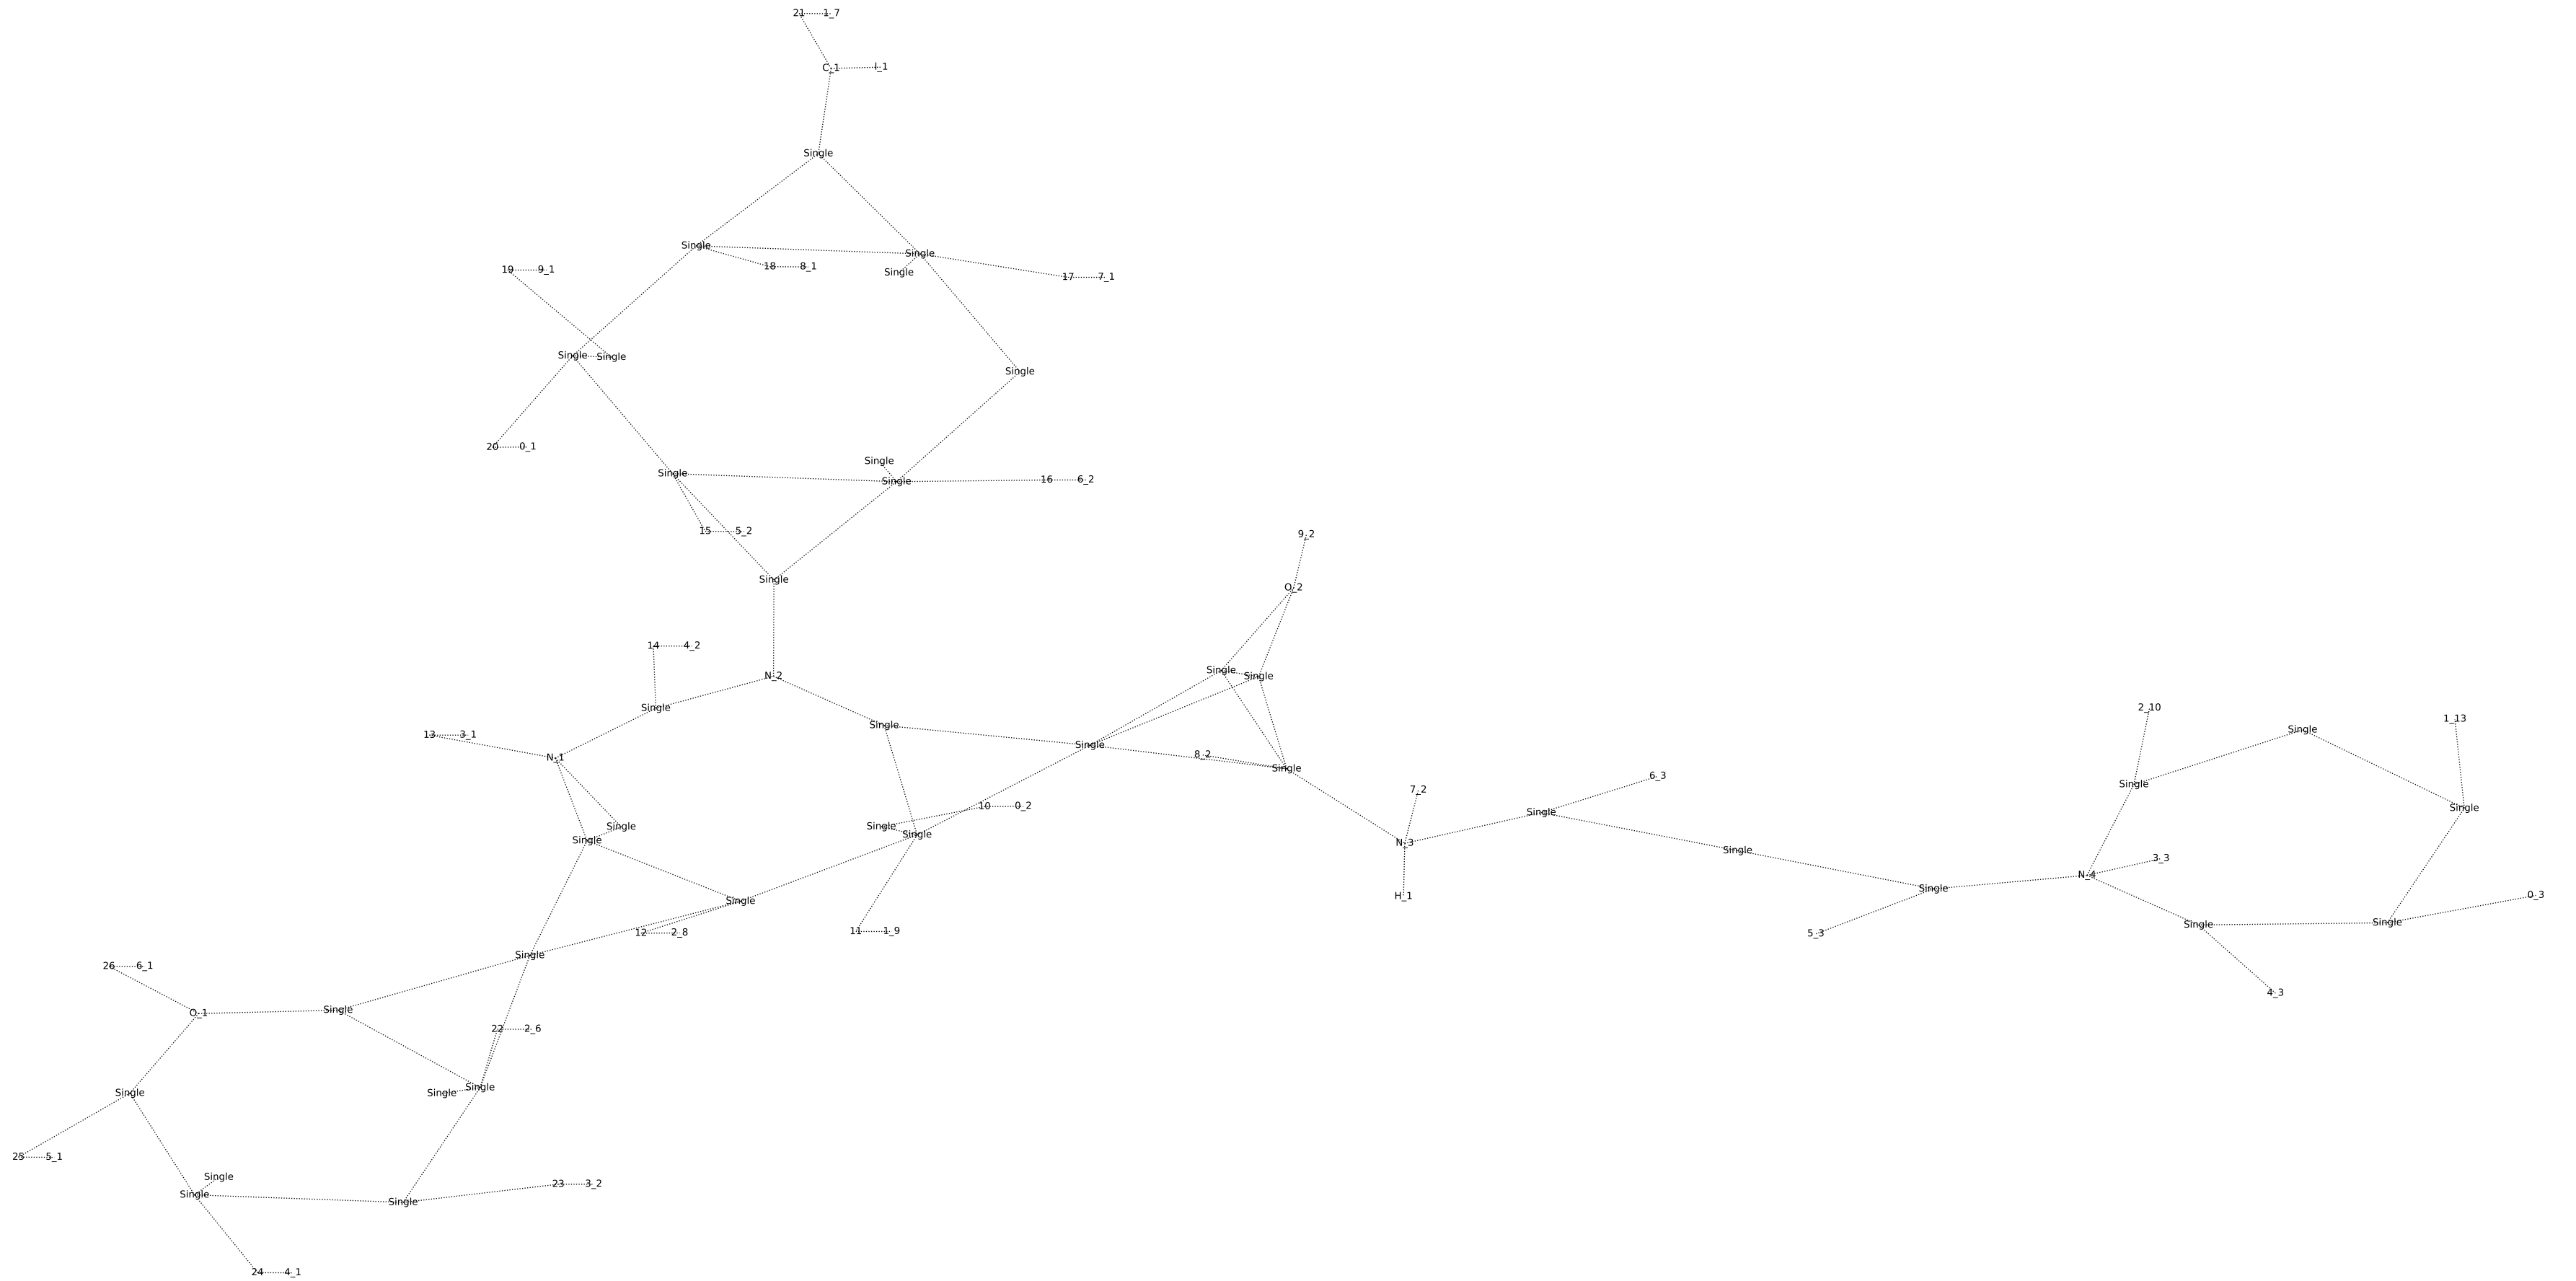 21 1_7
C_1 I_1
Single
Single Single
19 9_1 18 8_1 Single 17 7_1
Single Single Single
20 0_1
Single Single Single 16 6_2
15 5_2 9_2
Single O_2
14 4_2
N_2 Single Single
Single 2_10
13 3_1 Single Single 1_13
N_1 8_2 Single Single
6_3 Single
7_2 10 0_2 Single Single
Single Single Single
Single N_3 Single 3_3
Single Single N_4
H_1 0_3
12 2_8 11 1_9 5_3 Single Single
Single
26 6_1 4_3
O_1 Single
22 2_6
Single Single Single
25 5_1
Single 23 3_2
Single Single
24 4_1